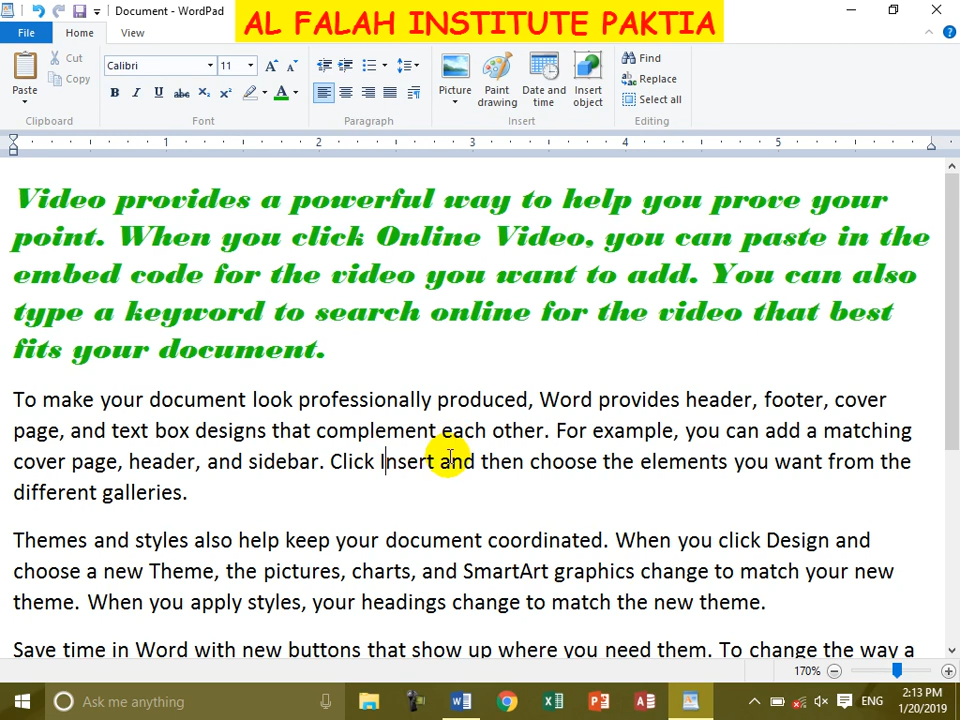 Document - WordPad
AL FALAH INSTITUTE PAKTIA
File Home View
Paste
Cut
Copy
Clipboard
Calibri 11
B I U abc X₂ X² A
Font
Paragraph
Picture
Paint drawing
Date and time
Insert object
Insert
Find
Replace
Select all
Editing
1 2 3 4 5
Video provides a powerful way to help you prove your
point. When you click Online Video, you can paste in the
embed code for the video you want to add. You can also
type a keyword to search online for the video that best
fits your document.
To make your document look professionally produced, Word provides header, footer, cover
page, and text box designs that complement each other. For example, you can add a matching
cover page, header, and sidebar. Click Insert and then choose the elements you want from the
different galleries.
Themes and styles also help keep your document coordinated. When you click Design and
choose a new Theme, the pictures, charts, and SmartArt graphics change to match your new
theme. When you apply styles, your headings change to match the new theme.
Save time in Word with new buttons that show up where you need them. To change the way a
170%
Ask me anything
ENG
2:13 PM
1/20/2019